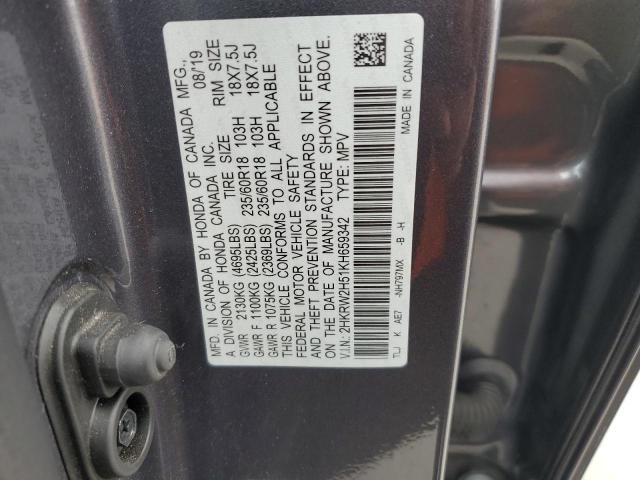 MFD. IN CANADA BY HONDA OF CANADA MFG.,
A DIVISION OF HONDA CANADA INC. 08/19
TIRE SIZE RIM SIZE
GVWR 2130KG (4695LBS)
GAWR F 1100KG (2425LBS) 235/60R18 103H 18X7.5J
GAWR R 1075KG (2369LBS) 235/60R18 103H 18X7.5J
THIS VEHICLE CONFORMS TO ALL APPLICABLE
FEDERAL MOTOR VEHICLE SAFETY
AND THEFT PREVENTION STANDARDS IN EFFECT
ON THE DATE OF MANUFACTURE SHOWN ABOVE.
V.I.N.: 2HKRW2H51KH659342 TYPE: MPV
TLJ K AE7 -NH797MX -B -H MADE IN CANADA